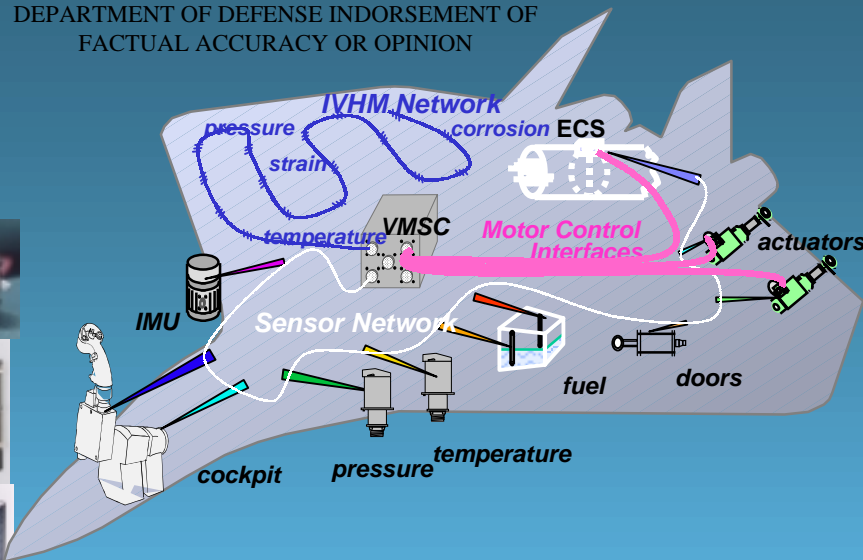 DEPARTMENT OF DEFENSE INDORSEMENT OF
FACTUAL ACCURACY OR OPINION
IVHM Network
pressure
corrosion
ECS
strain
temperature
VMSC
Motor Control
Interfaces
actuators
IMU
Sensor Network
fuel
doors
cockpit
pressure
temperature